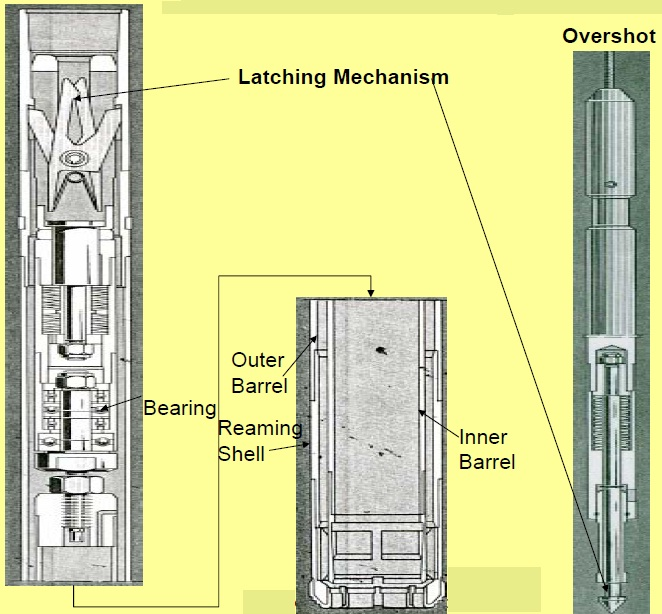 Overshot
Latching Mechanism
Outer
Barrel
Bearing
Reaming
Shell
Inner
Barrel